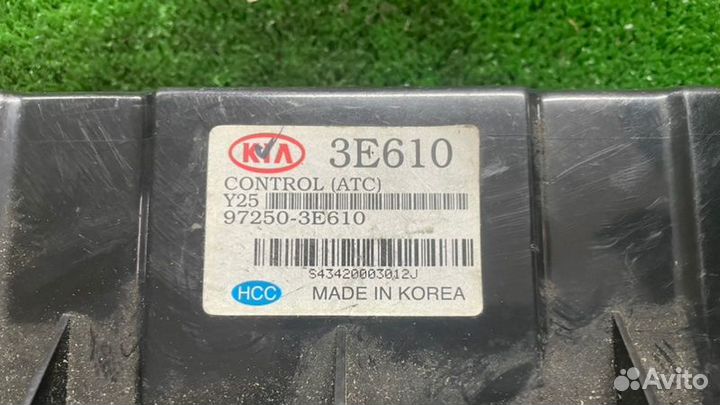 KIA 3E610
CONTROL (ATC)
Y25
97250-3E610
S43420003012J
HCC MADE IN KOREA
Avito